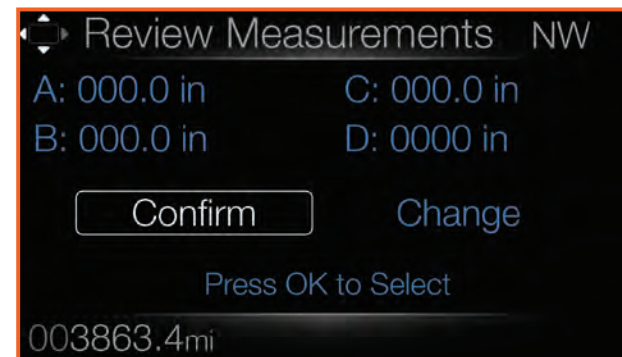 Review Measurements NW
A: 000.0 in C: 000.0 in
B: 000.0 in D: 0000 in
Confirm Change
Press OK to Select
003863.4mi